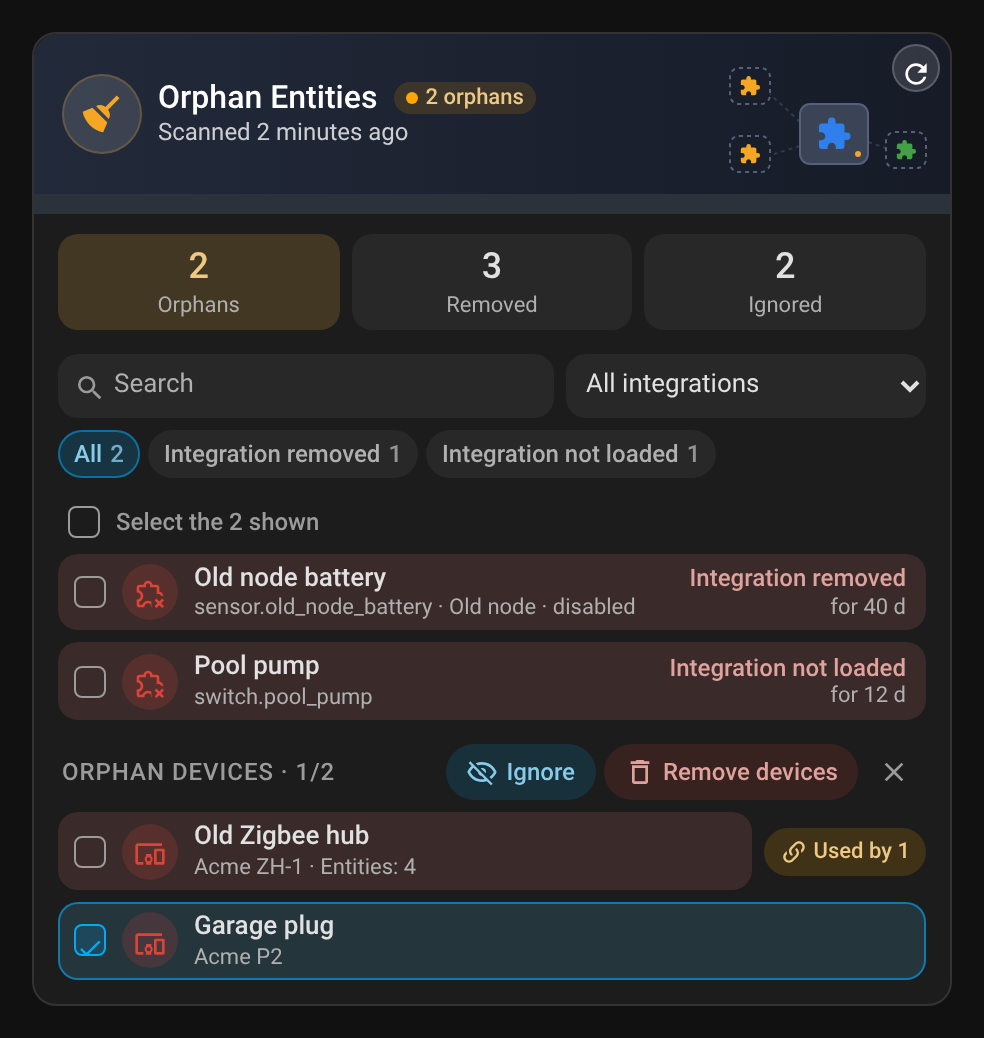 Orphan Entities
2 orphans
Scanned 2 minutes ago
2
Orphans
3
Removed
2
Ignored
Search
All integrations
All 2
Integration removed 1
Integration not loaded 1
Select the 2 shown
Old node battery
Integration removed
sensor.old_node_battery · Old node · disabled
for 40 d
Pool pump
Integration not loaded
switch.pool_pump
for 12 d
ORPHAN DEVICES · 1/2
Ignore
Remove devices
Old Zigbee hub
Acme ZH-1 · Entities: 4
Used by 1
Garage plug
Acme P2